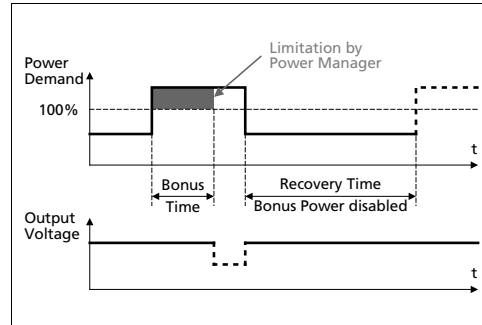 Limitation by
Power Manager
Power
Demand
100%
t
Bonus
Time
Recovery Time
Bonus Power disabled
Output
Voltage
t